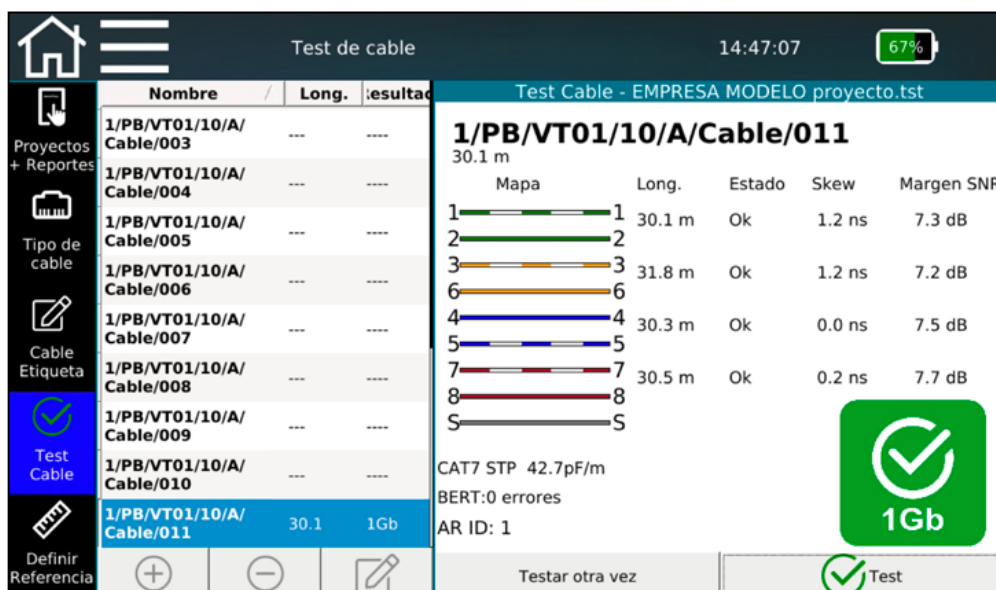 Test de cable 14:47:07 67%
Proyectos
+ Reportes
Tipo de
cable
Cable
Etiqueta
Test
Cable
Definir
Referencia
Nombre / Long. esultad
1/PB/VT01/10/A/
Cable/003 --- ----
1/PB/VT01/10/A/
Cable/004 --- ----
1/PB/VT01/10/A/
Cable/005 --- ----
1/PB/VT01/10/A/
Cable/006 --- ----
1/PB/VT01/10/A/
Cable/007 --- ----
1/PB/VT01/10/A/
Cable/008 --- ----
1/PB/VT01/10/A/
Cable/009 --- ----
1/PB/VT01/10/A/
Cable/010 --- ----
1/PB/VT01/10/A/
Cable/011 30.1 1Gb
Test Cable - EMPRESA MODELO proyecto.tst
1/PB/VT01/10/A/Cable/011
30.1 m
Mapa Long. Estado Skew Margen SNR
1 1 30.1 m Ok 1.2 ns 7.3 dB
2 2
3 3 31.8 m Ok 1.2 ns 7.2 dB
6 6
4 4 30.3 m Ok 0.0 ns 7.5 dB
5 5
7 7 30.5 m Ok 0.2 ns 7.7 dB
8 8
S S
CAT7 STP 42.7pF/m
BERT:0 errores
AR ID: 1
1Gb
Testar otra vez Test